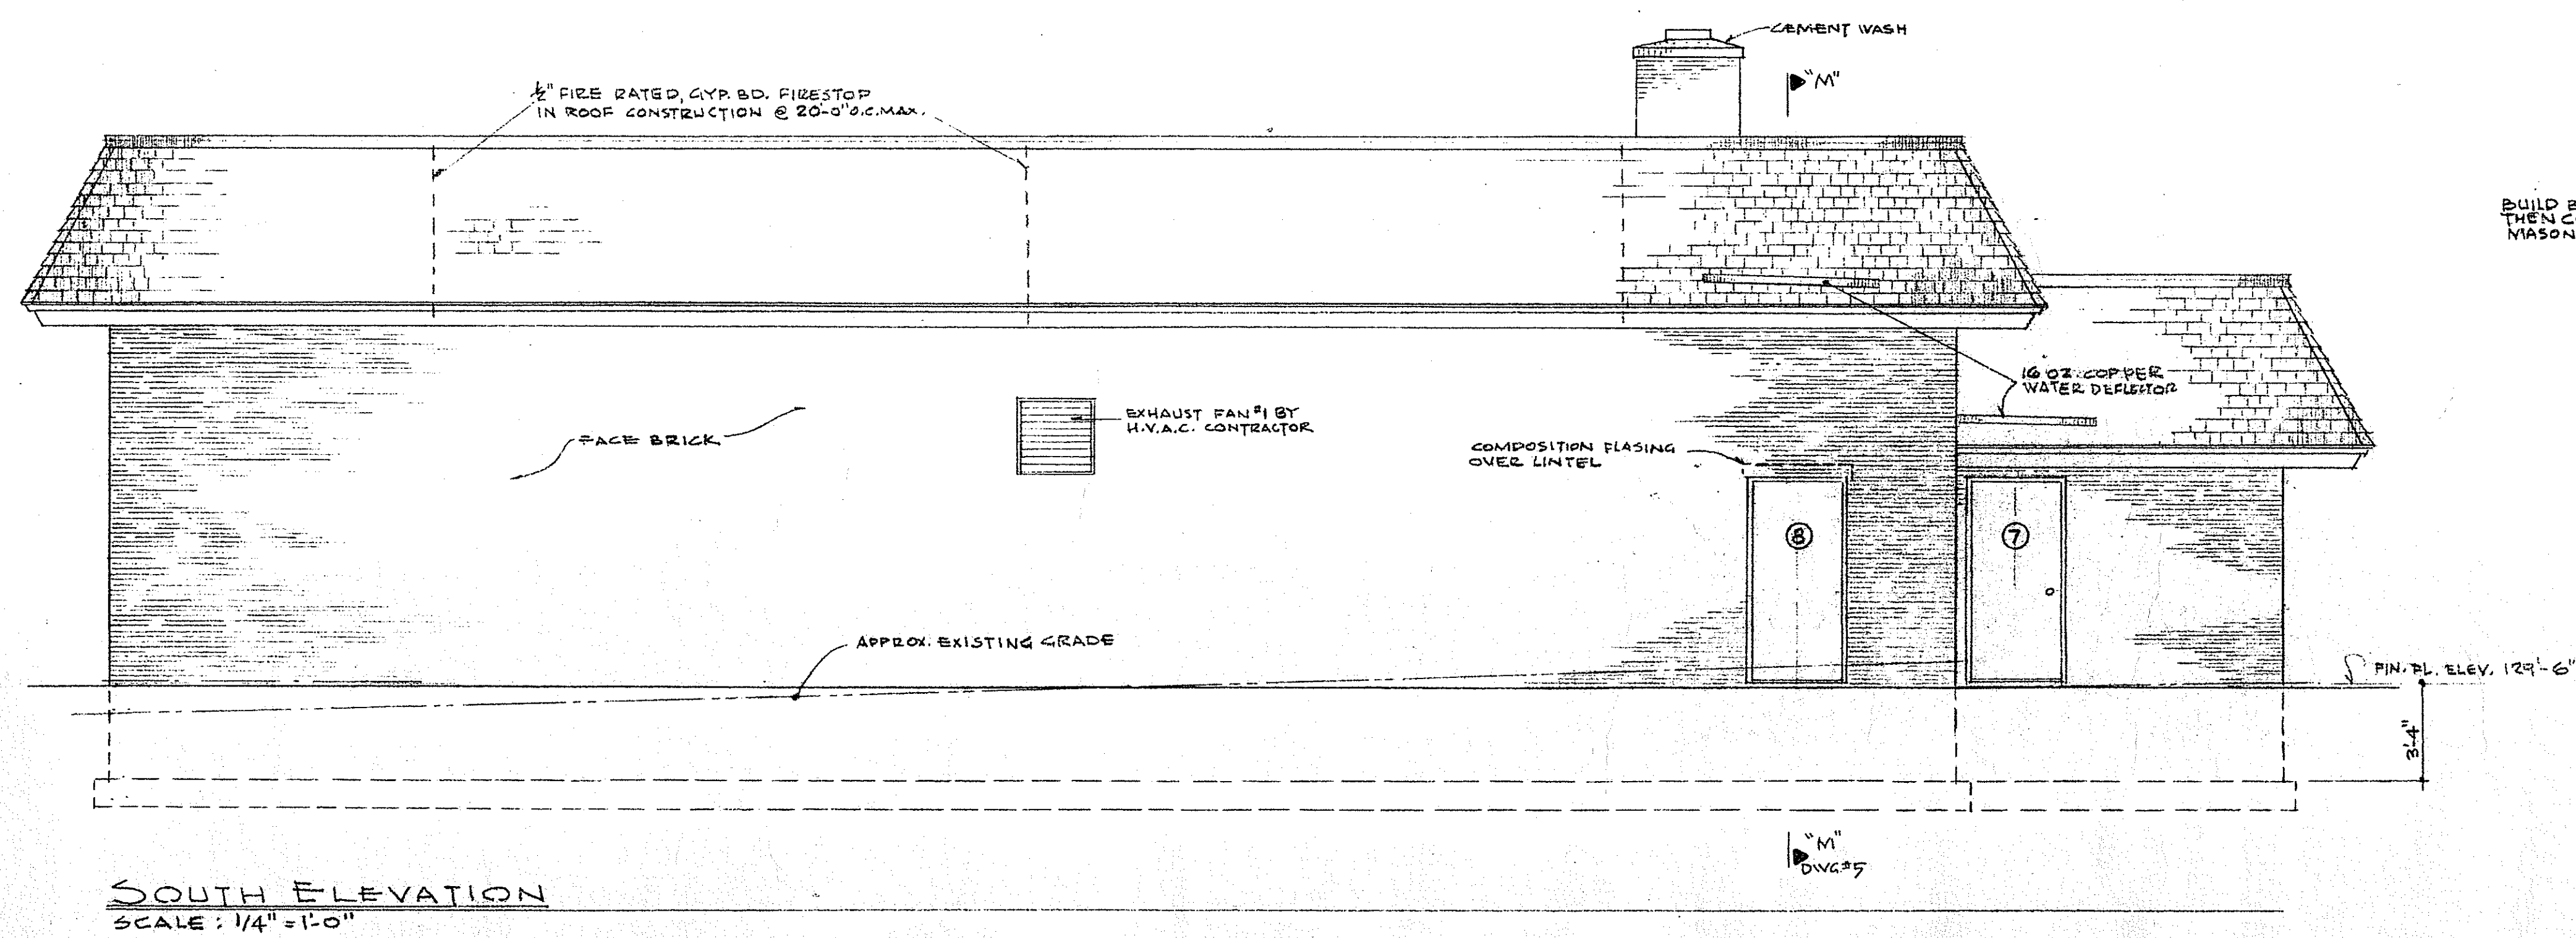 CEMENT WASH
"M"
1/2" FIRE RATED, GYP. BD. FIRESTOP
IN ROOF CONSTRUCTION @ 20'-0" O.C. MAX.
BUILD
THEN
MASON
16 OZ. COPPER
WATER DEFLECTOR
EXHAUST FAN #1 BY
H.V.A.C. CONTRACTOR
FACE BRICK
COMPOSITION FLASING
OVER LINTEL
8
7
APPROX. EXISTING GRADE
FIN. FL. ELEV. 129'-6"
3'-4"
"M"
DWG #5
SOUTH ELEVATION
SCALE : 1/4" = 1'-0"